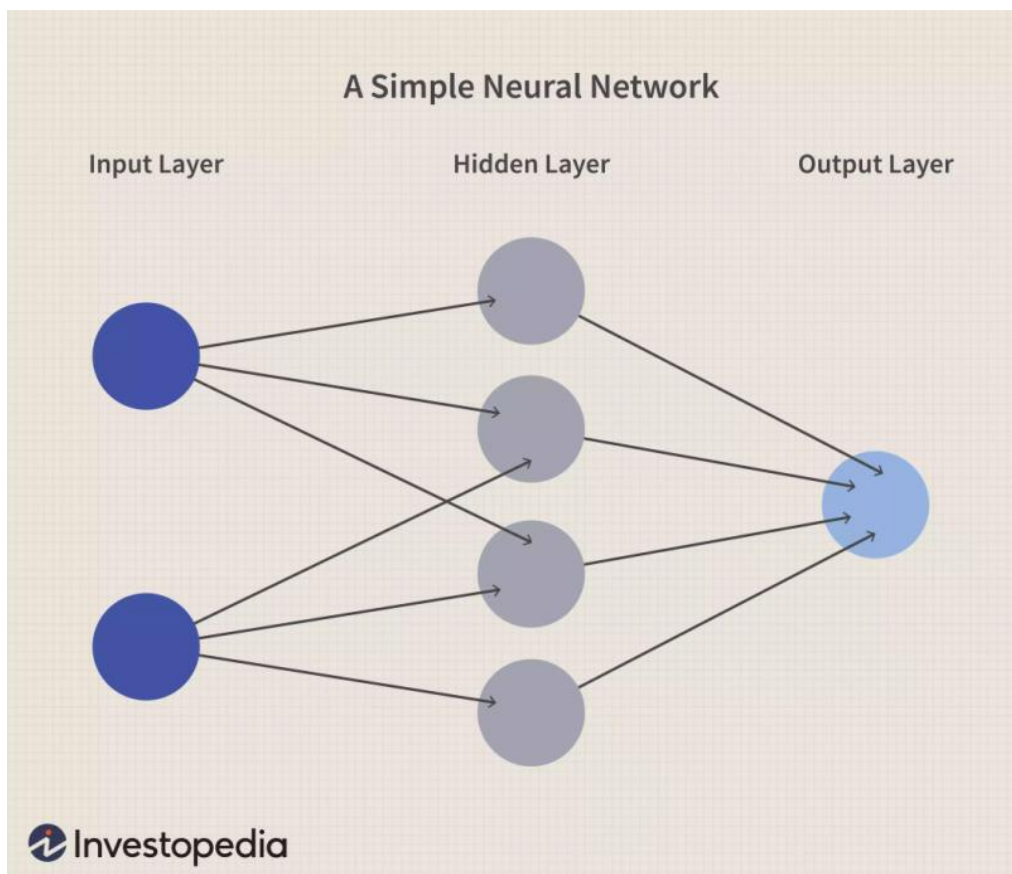 A Simple Neural Network
Input Layer
Hidden Layer
Output Layer
Investopedia